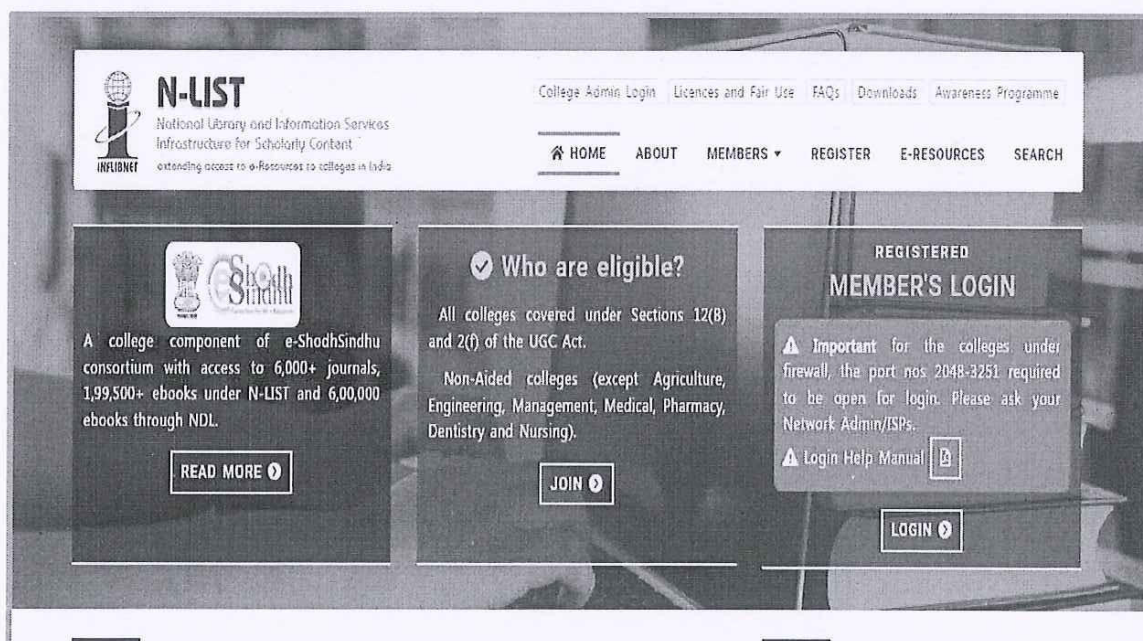 N-LIST
National Library and Information Services
Infrastructure for Scholarly Content
extending access to e-Resources to colleges in India
INFLIBNET
College Admin Login Licences and Fair Use FAQs Downloads Awareness Programme
HOME ABOUT MEMBERS REGISTER E-RESOURCES SEARCH
e Shodh
Sindhu
A college component of e-ShodhSindhu
consortium with access to 6,000+ journals,
1,99,500+ ebooks under N-LIST and 6,00,000
ebooks through NDL.
READ MORE
Who are eligible?
All colleges covered under Sections 12(B)
and 2(f) of the UGC Act.
Non-Aided colleges (except Agriculture,
Engineering, Management, Medical, Pharmacy,
Dentistry and Nursing).
JOIN
REGISTERED
MEMBER'S LOGIN
Important for the colleges under
firewall, the port nos 2048-3251 required
to be open for login. Please ask your
Network Admin/ISPs.
Login Help Manual
LOGIN